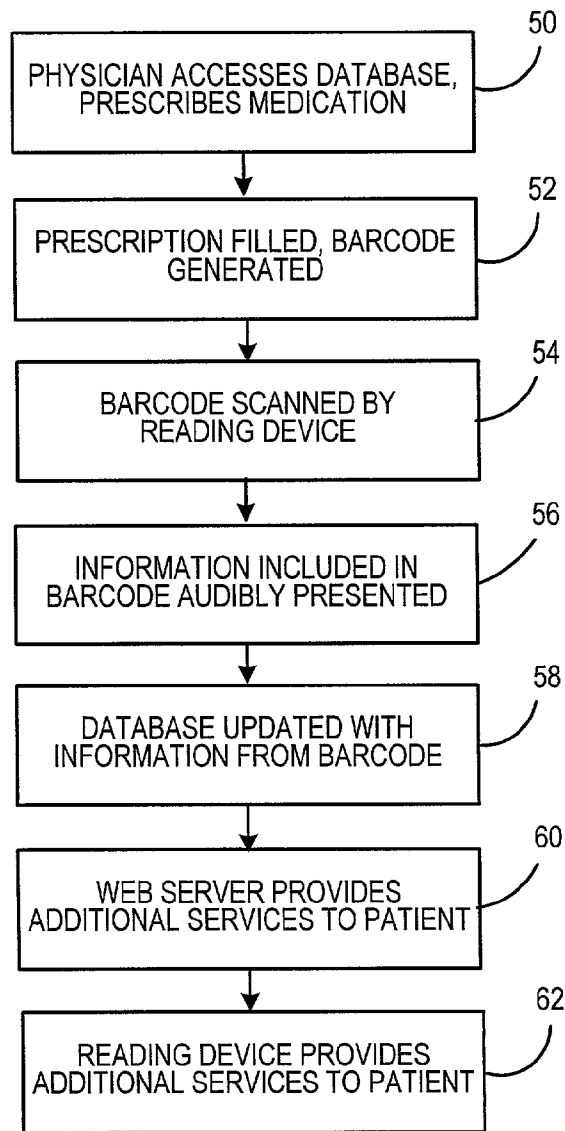 50
PHYSICIAN ACCESSES DATABASE,
PRESCRIBES MEDICATION
52
PRESCRIPTION FILLED, BARCODE
GENERATED
54
BARCODE SCANNED BY
READING DEVICE
56
INFORMATION INCLUDED IN
BARCODE AUDIBLY PRESENTED
58
DATABASE UPDATED WITH
INFORMATION FROM BARCODE
60
WEB SERVER PROVIDES
ADDITIONAL SERVICES TO PATIENT
62
READING DEVICE PROVIDES
ADDITIONAL SERVICES TO PATIENT